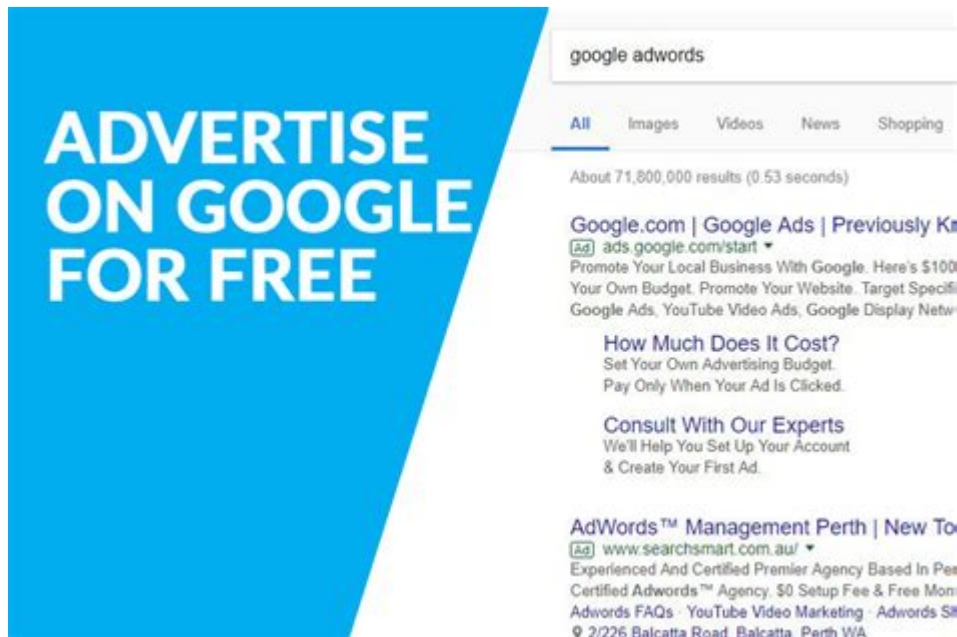 ADVERTISE
ON GOOGLE
FOR FREE
google adwords
All Images Videos News Shopping
About 71,800,000 results (0.53 seconds)
Google.com | Google Ads | Previously
Ad ads.google.com/start
Promote Your Local Business With Google. Here's
Your Own Budget. Promote Your Website. Target
Google Ads, YouTube Video Ads, Google Display
How Much Does It Cost?
Set Your Own Advertising Budget.
Pay Only When Your Ad Is Clicked.
Consult With Our Experts
We'll Help You Set Up Your Account
& Create Your First Ad.
AdWords™ Management Perth | New
Ad www.searchsmart.com.au/
Experienced And Certified Premier Agency Based In
Certified Adwords™ Agency. $0 Setup Fee & Free
Adwords FAQs · YouTube Video Marketing · Adwords
2/226 Balcatta Road, Balcatta, Perth WA